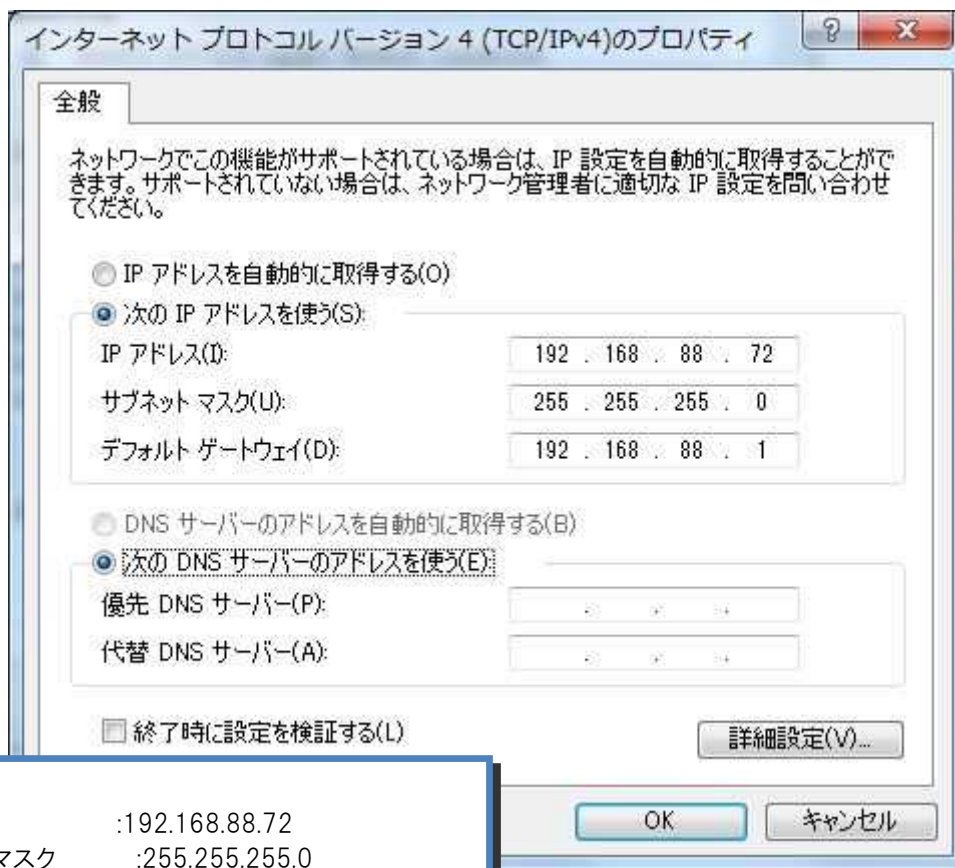 インターネット プロトコル バージョン 4 (TCP/IPv4)のプロパティ
全般
ネットワークでこの機能がサポートされている場合は、IP 設定を自動的に取得することがで
きます。サポートされていない場合は、ネットワーク管理者に適切な IP 設定を問い合わせ
てください。
IP アドレスを自動的に取得する(O)
次の IP アドレスを使う(S):
IP アドレス(I): 192 . 168 . 88 . 72
サブネット マスク(U): 255 . 255 . 255 . 0
デフォルト ゲートウェイ(D): 192 . 168 . 88 . 1
DNS サーバーのアドレスを自動的に取得する(B)
次の DNS サーバーのアドレスを使う(E):
優先 DNS サーバー(P): . . .
代替 DNS サーバー(A): . . .
終了時に設定を検証する(L)
詳細設定(V)...
:192.168.88.72
マスク :255.255.255.0
OK
キャンセル